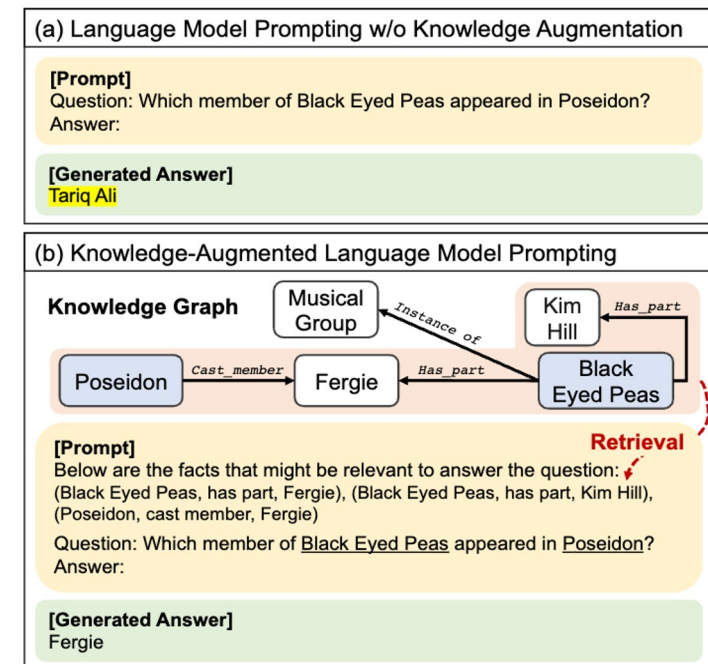 (a) Language Model Prompting w/o Knowledge Augmentation
[Prompt]
Question: Which member of Black Eyed Peas appeared in Poseidon?
Answer:
[Generated Answer]
Tariq Ali
(b) Knowledge-Augmented Language Model Prompting
Knowledge Graph
Musical
Group
Instance of
Kim
Hill
Has_part
Poseidon
Cast_member
Fergie
Has_part
Black
Eyed Peas
Retrieval
[Prompt]
Below are the facts that might be relevant to answer the question:
(Black Eyed Peas, has part, Fergie), (Black Eyed Peas, has part, Kim Hill),
(Poseidon, cast member, Fergie)
Question: Which member of Black Eyed Peas appeared in Poseidon?
Answer:
[Generated Answer]
Fergie